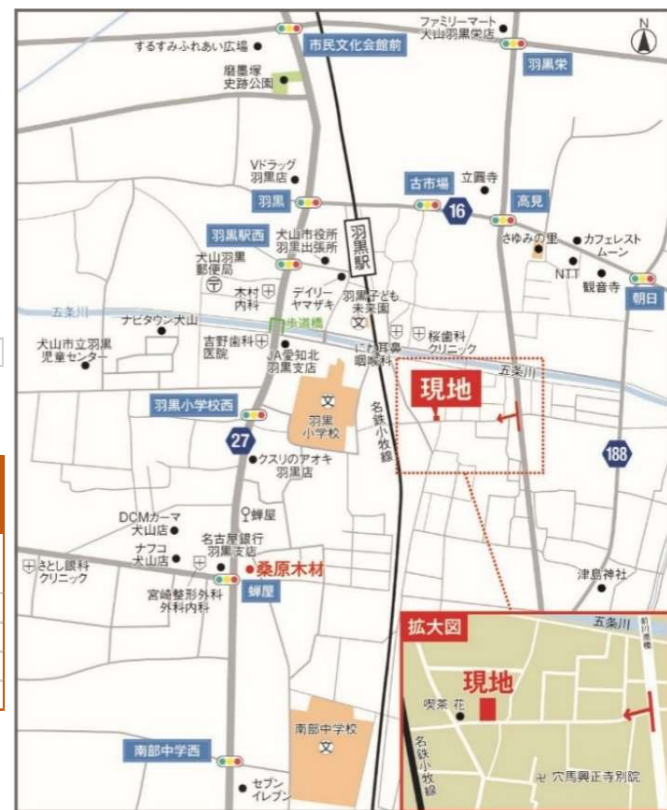 N
ファミリーマート
犬山羽黒栄店
するすみふれあい広場
市民文化会館前
羽黒栄
磨墨塚
史跡公園
Vドラッグ
羽黒店
古市場
立圓寺
羽黒
16
高見
羽黒駅西
犬山市役所
羽黒出張所
羽黒駅
さゆみの里
カフェレスト
ムーン
犬山羽黒
郵便局
〒
NTT
観音寺
木村
内科
デイリー
ヤマザキ
羽黒子ども
未来園
文
朝日
五条川
ナビタウン犬山
歩道橋
桜歯科
クリニック
犬山市立羽黒
児童センター
吉野歯科
医院
JA愛知北
羽黒支店
にわ耳鼻
咽喉科
五条川
現地
羽黒小学校西
文
羽黒
小学校
名鉄小牧線
27
188
クスリのアオキ
羽黒店
蝉屋
DCMカーマ
犬山店
ナフコ
犬山店
名古屋銀行
羽黒支店
桑原木材
さとし眼科
クリニック
宮崎整形外科
外科内科
蝉屋
津島神社
拡大図
五条川
前川原橋
現地
喫茶 花
南部中学校
文
名鉄小牧線
卍 穴馬興正寺別院
南部中学西
セブン
イレブン